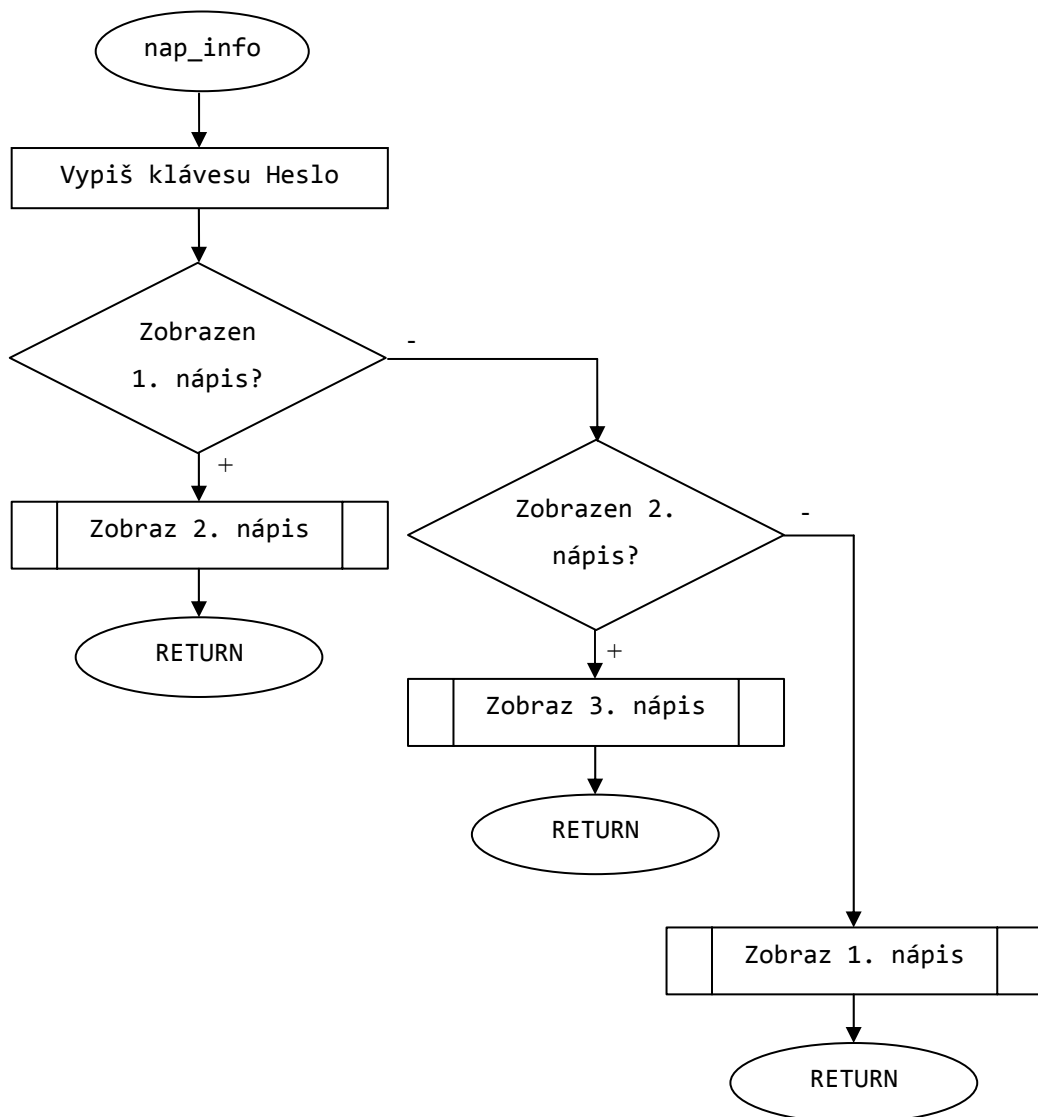 nap_info
Vypiš klávesu Heslo
Zobrazen
1. nápis?
-
+
Zobraz 2. nápis
RETURN
Zobrazen 2.
nápis?
-
+
Zobraz 3. nápis
RETURN
Zobraz 1. nápis
RETURN